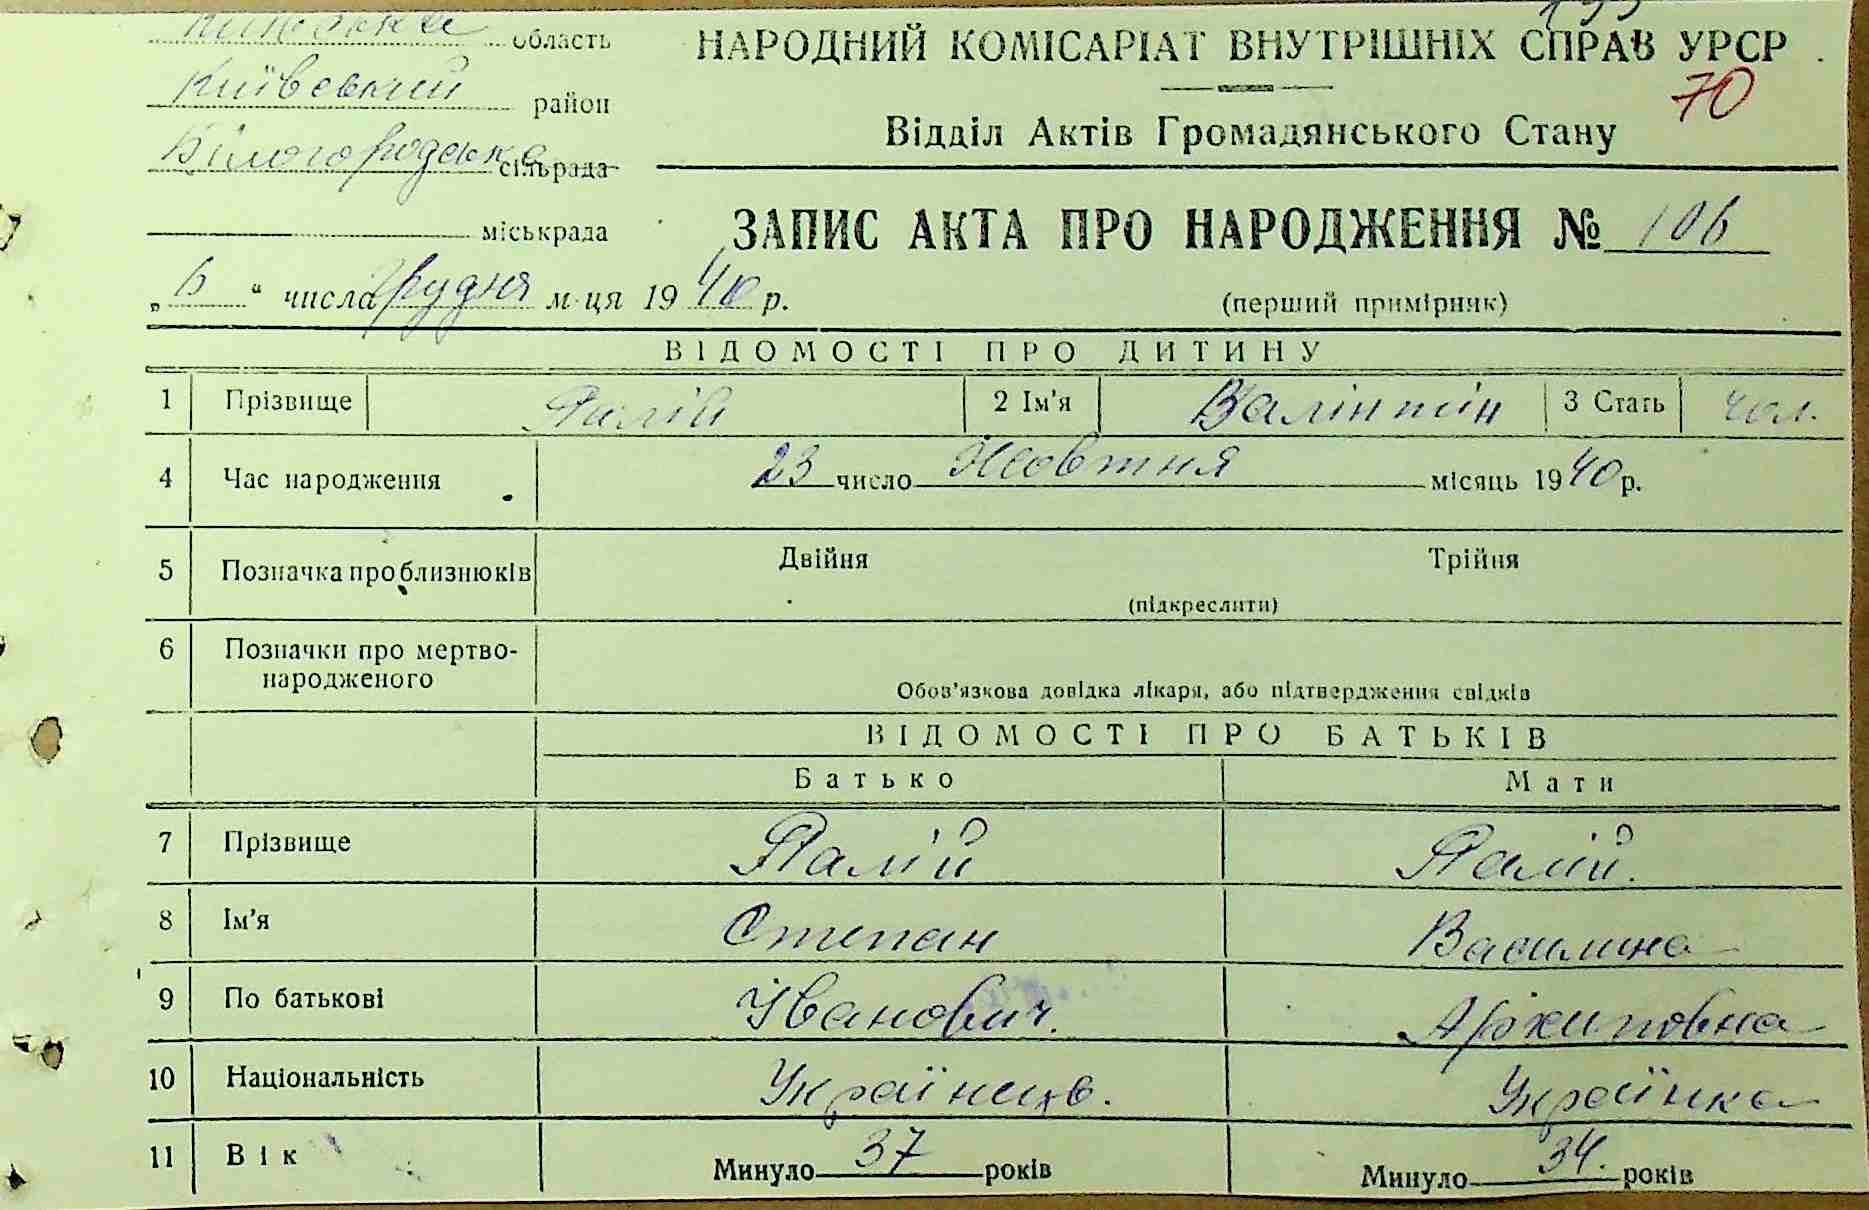 Київська область
Київський район
Білогородська сільрада
міськрада
„6“ числа Грудня м-ця 1940 р.
НАРОДНИЙ КОМІСАРІАТ ВНУТРІШНІХ СПРАВ УРСР
70
Відділ Актів Громадянського Стану
ЗАПИС АКТА ПРО НАРОДЖЕННЯ № 106
(перший примірник)
ВІДОМОСТІ ПРО ДИТИНУ
1 Прізвище Палій 2 Ім'я Валінтін 3 Стать чол.
4 Час народження 23 число Жовтня місяць 1940 р.
5 Позначка про близнюків Двійня Трійня
(підкреслити)
6 Позначки про мертво-
народженого
Обов'язкова довідка лікаря, або підтвердження свідків
ВІДОМОСТІ ПРО БАТЬКІВ
Батько Мати
7 Прізвище Палій Палій.
8 Ім'я Степан Василина
9 По батькові Іванович. Архиповна
10 Національність Українець. Українка
11 Вік Минуло 37 років Минуло 34. років